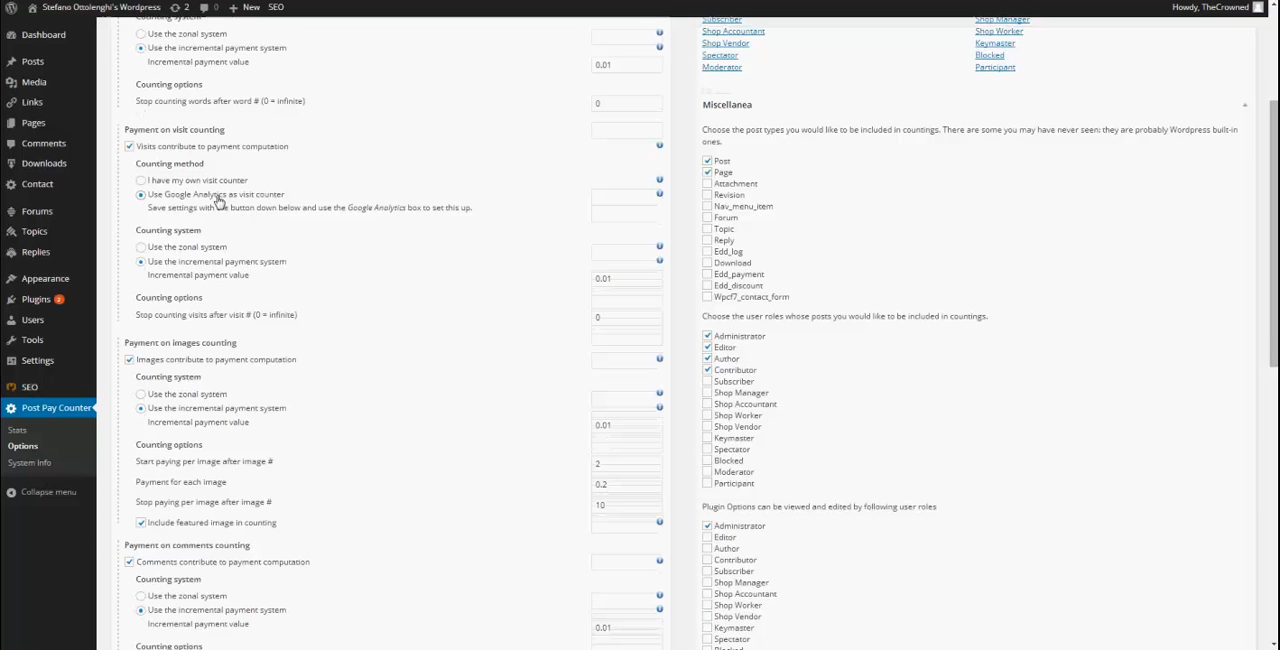 Stefano Ottolenghi's Wordpress 2 0 New SEO
Howdy, TheCrowned
Dashboard
Posts
Media
Links
Pages
Comments
Downloads
Contact
Forums
Topics
Replies
Appearance
Plugins
Users
Tools
Settings
SEO
Post Pay Counter
Stats
Options
System Info
Collapse menu
Counting system
Use the zonal system
Use the incremental payment system
Incremental payment value 0.01
Counting options
Stop counting words after word # (0 = infinite) 0
Payment on visit counting
Visits contribute to payment computation
Counting method
I have my own visit counter
Use Google Analytics as visit counter
Save settings with the button down below and use the Google Analytics box to set this up.
Counting system
Use the zonal system
Use the incremental payment system
Incremental payment value 0.01
Counting options
Stop counting visits after visit # (0 = infinite) 0
Payment on images counting
Images contribute to payment computation
Counting system
Use the zonal system
Use the incremental payment system
Incremental payment value 0.01
Counting options
Start paying per image after image # 2
Payment for each image 0.2
Stop paying per image after image # 10
Include featured image in counting
Payment on comments counting
Comments contribute to payment computation
Counting system
Use the zonal system
Use the incremental payment system
Incremental payment value 0.01
Counting options
Subscriber Shop Manager
Shop Accountant Shop Worker
Shop Vendor Keymaster
Spectator Blocked
Moderator Participant
Miscellanea
Choose the post types you would like to be included in countings. There are some you may have never seen: they are probably Wordpress built-in
ones.
Post
Page
Attachment
Revision
Nav_menu_item
Forum
Topic
Reply
Edd_log
Download
Edd_payment
Edd_discount
Wpcf7_contact_form
Choose the user roles whose posts you would like to be included in countings.
Administrator
Editor
Author
Contributor
Subscriber
Shop Manager
Shop Accountant
Shop Worker
Shop Vendor
Keymaster
Spectator
Blocked
Moderator
Participant
Plugin Options can be viewed and edited by following user roles
Administrator
Editor
Author
Contributor
Subscriber
Shop Manager
Shop Accountant
Shop Worker
Shop Vendor
Keymaster
Spectator
Blocked